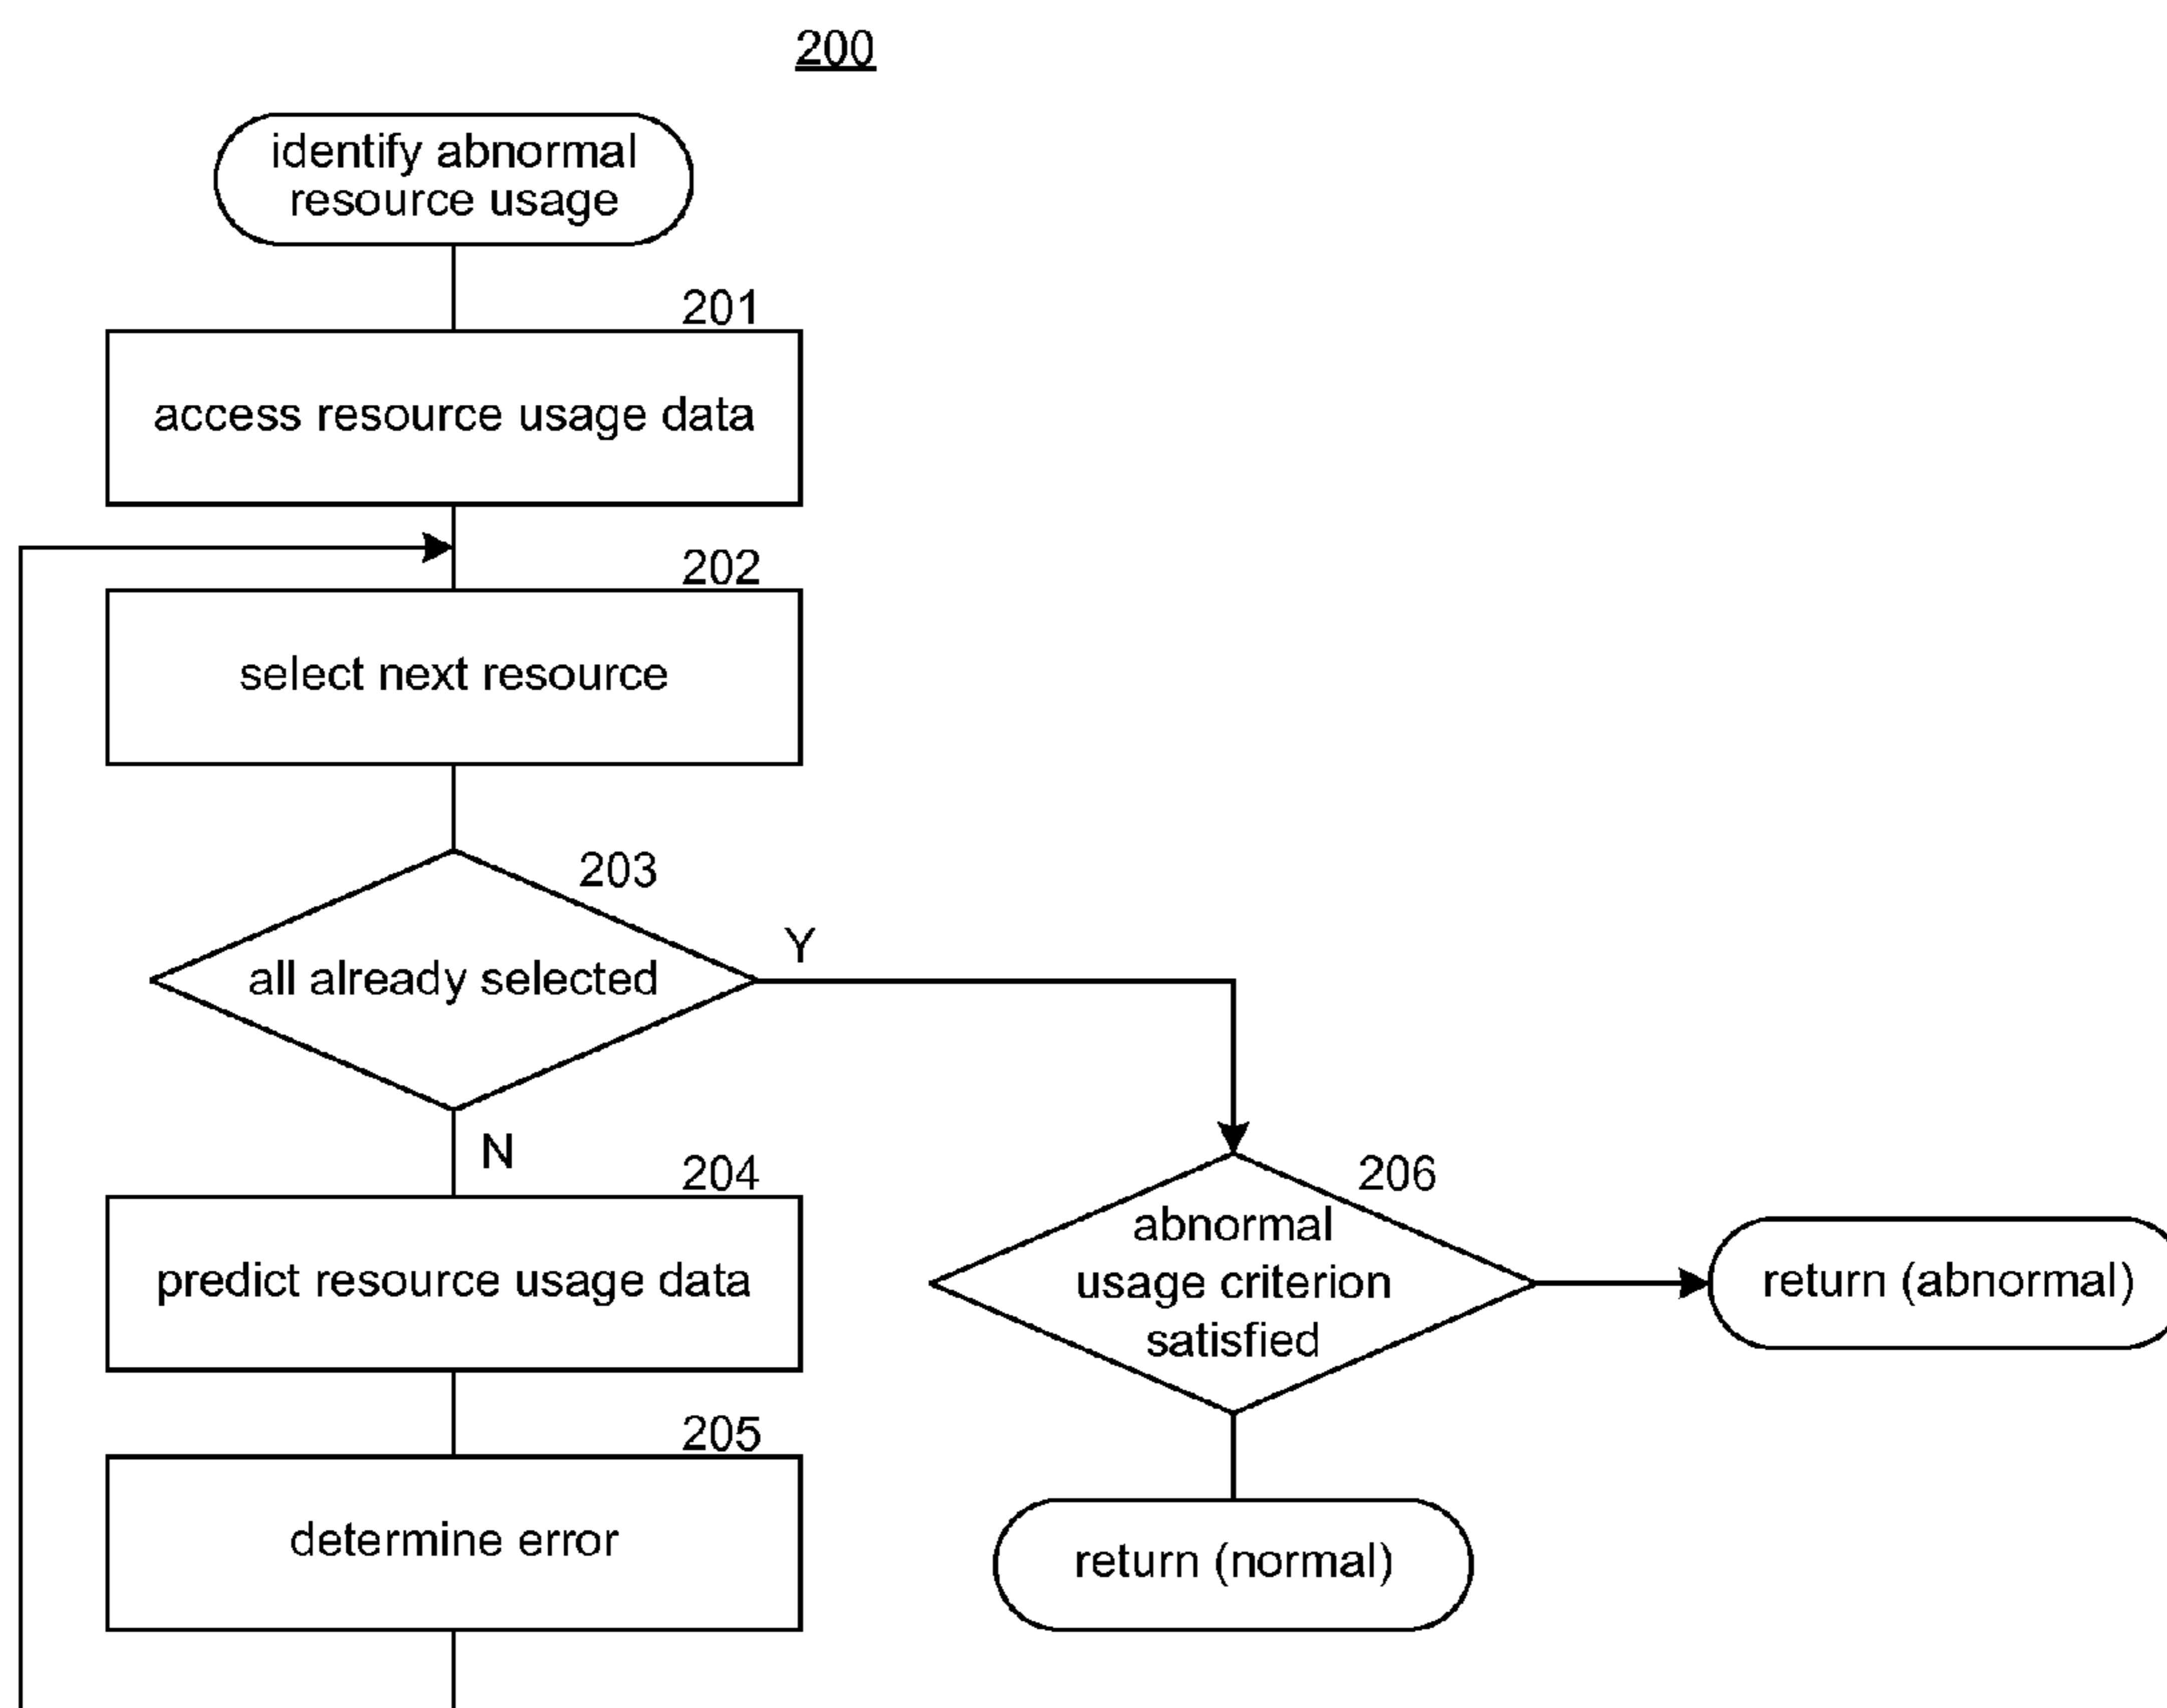 200
identify abnormal
resource usage
201
access resource usage data
202
select next resource
203
all already selected
Y
N
204
predict resource usage data
205
determine error
206
abnormal
usage criterion
satisfied
return (abnormal)
return (normal)